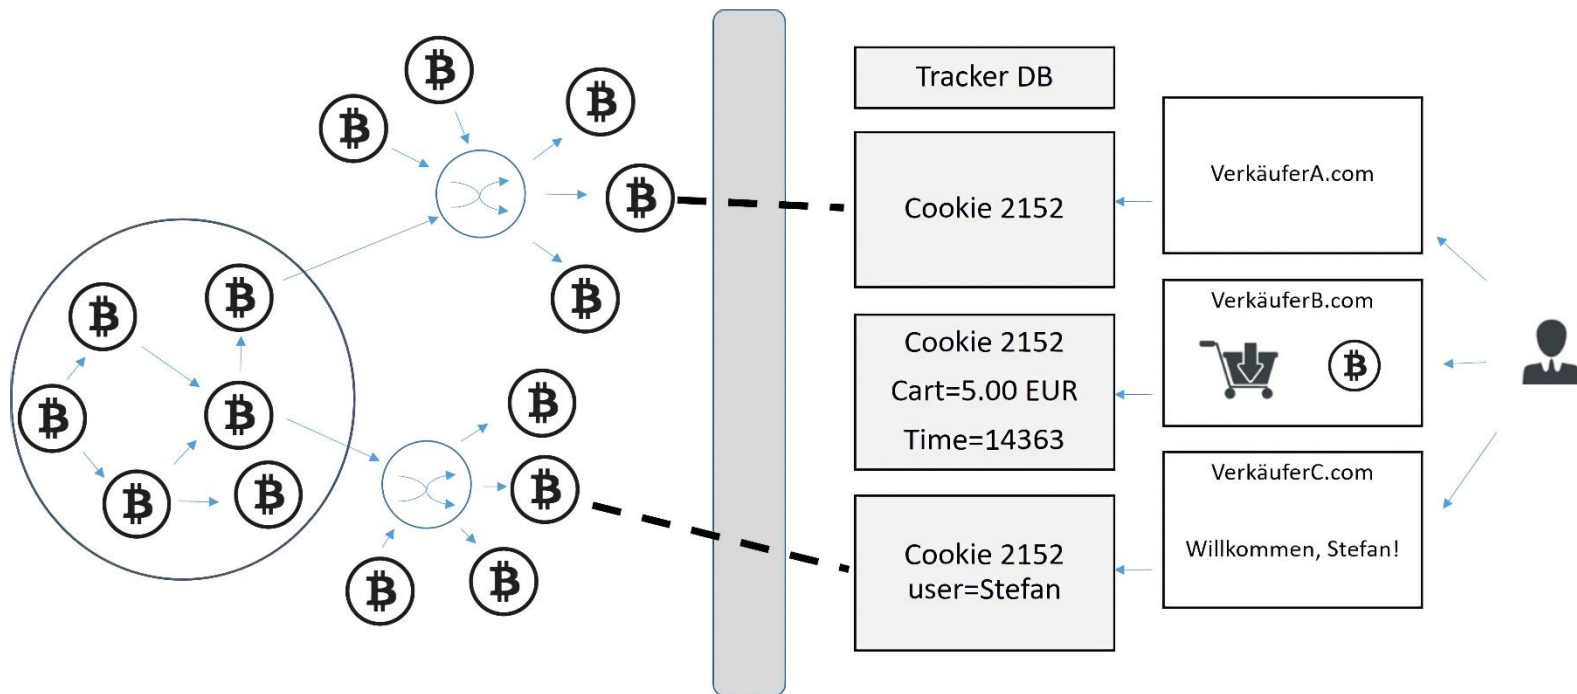 Tracker DB
Cookie 2152
Cookie 2152
Cart=5.00 EUR
Time=14363
Cookie 2152
user=Stefan
VerkäuferA.com
VerkäuferB.com
VerkäuferC.com
Willkommen, Stefan!